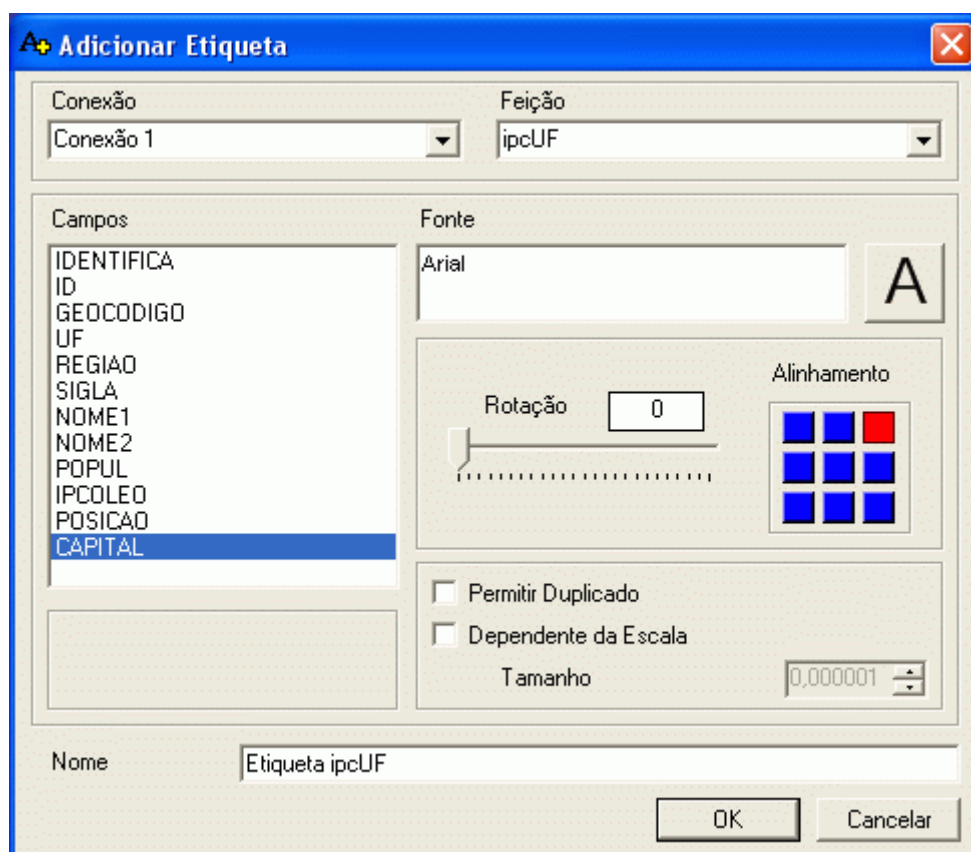 A+ Adicionar Etiqueta
Conexão Feição
Conexão 1 ipcUF
Campos Fonte
IDENTIFICA
ID
GEOCODIGO
UF
REGIAO
SIGLA
NOME1
NOME2
POPUL
IPCOLEO
POSICAO
CAPITAL
Arial
A
Rotação 0
Alinhamento
Permitir Duplicado
Dependente da Escala
Tamanho 0,000001
Nome Etiqueta ipcUF
OK Cancelar